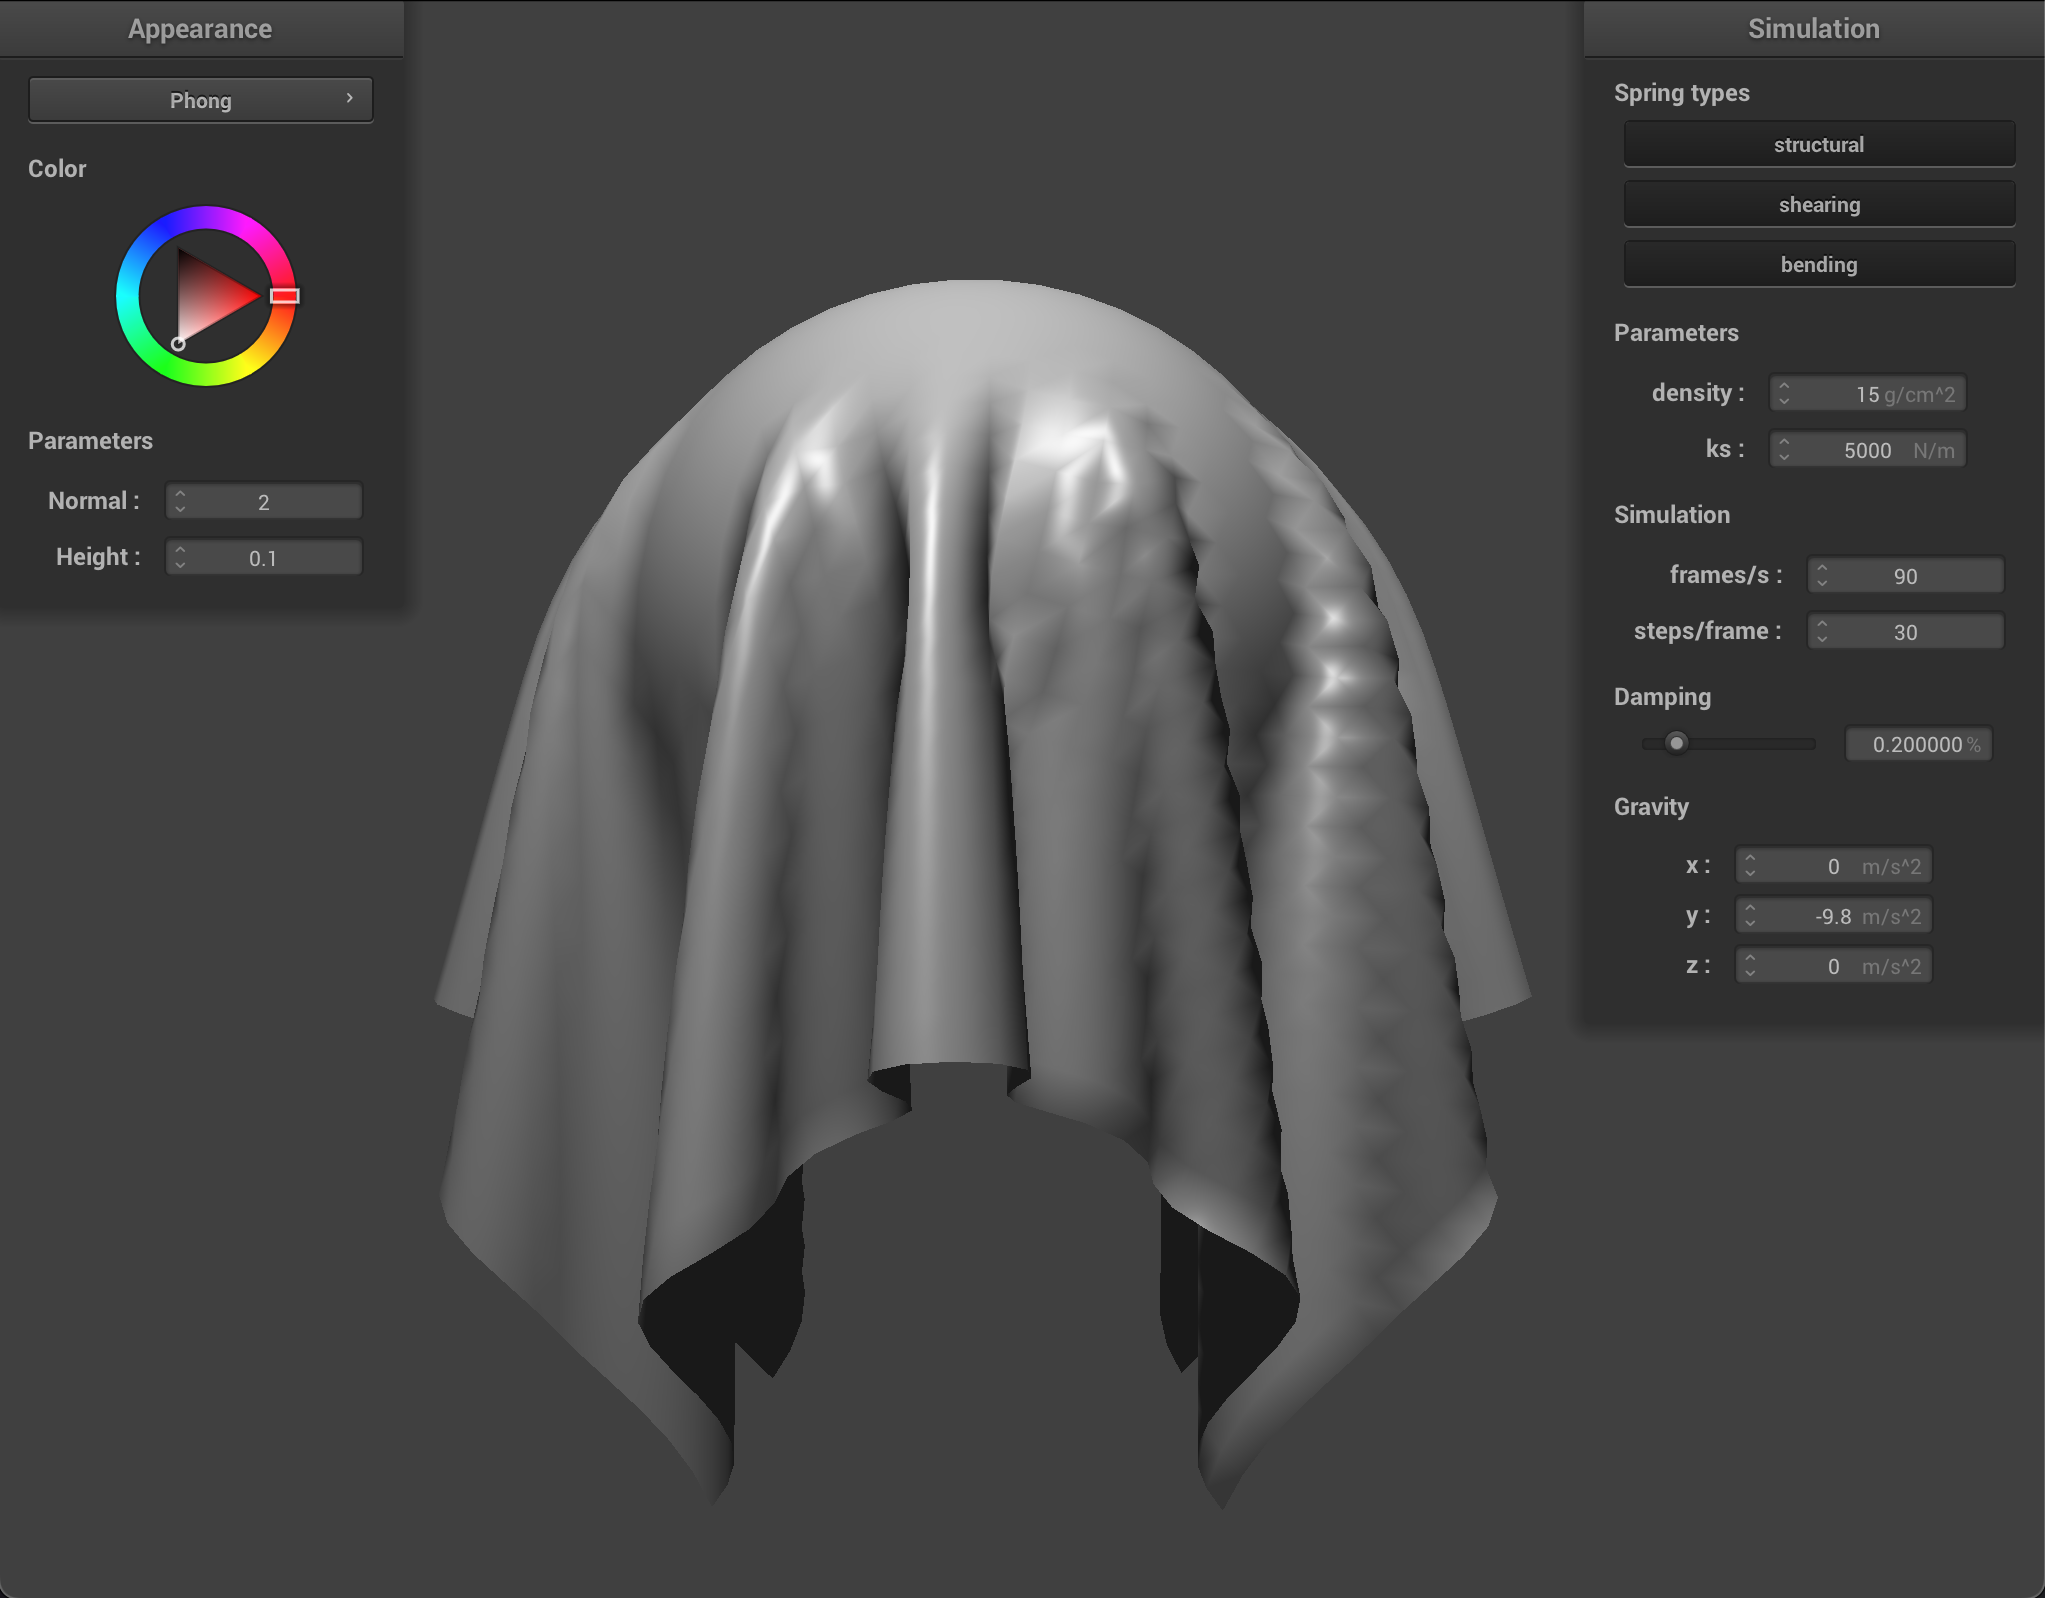 Appearance
Phong
Color
Parameters
Normal : 2
Height : 0.1
Simulation
Spring types
structural
shearing
bending
Parameters
density : 15 g/cm^2
ks : 5000 N/m
Simulation
frames/s : 90
steps/frame : 30
Damping
0.200000 %
Gravity
x : 0 m/s^2
y : -9.8 m/s^2
z : 0 m/s^2